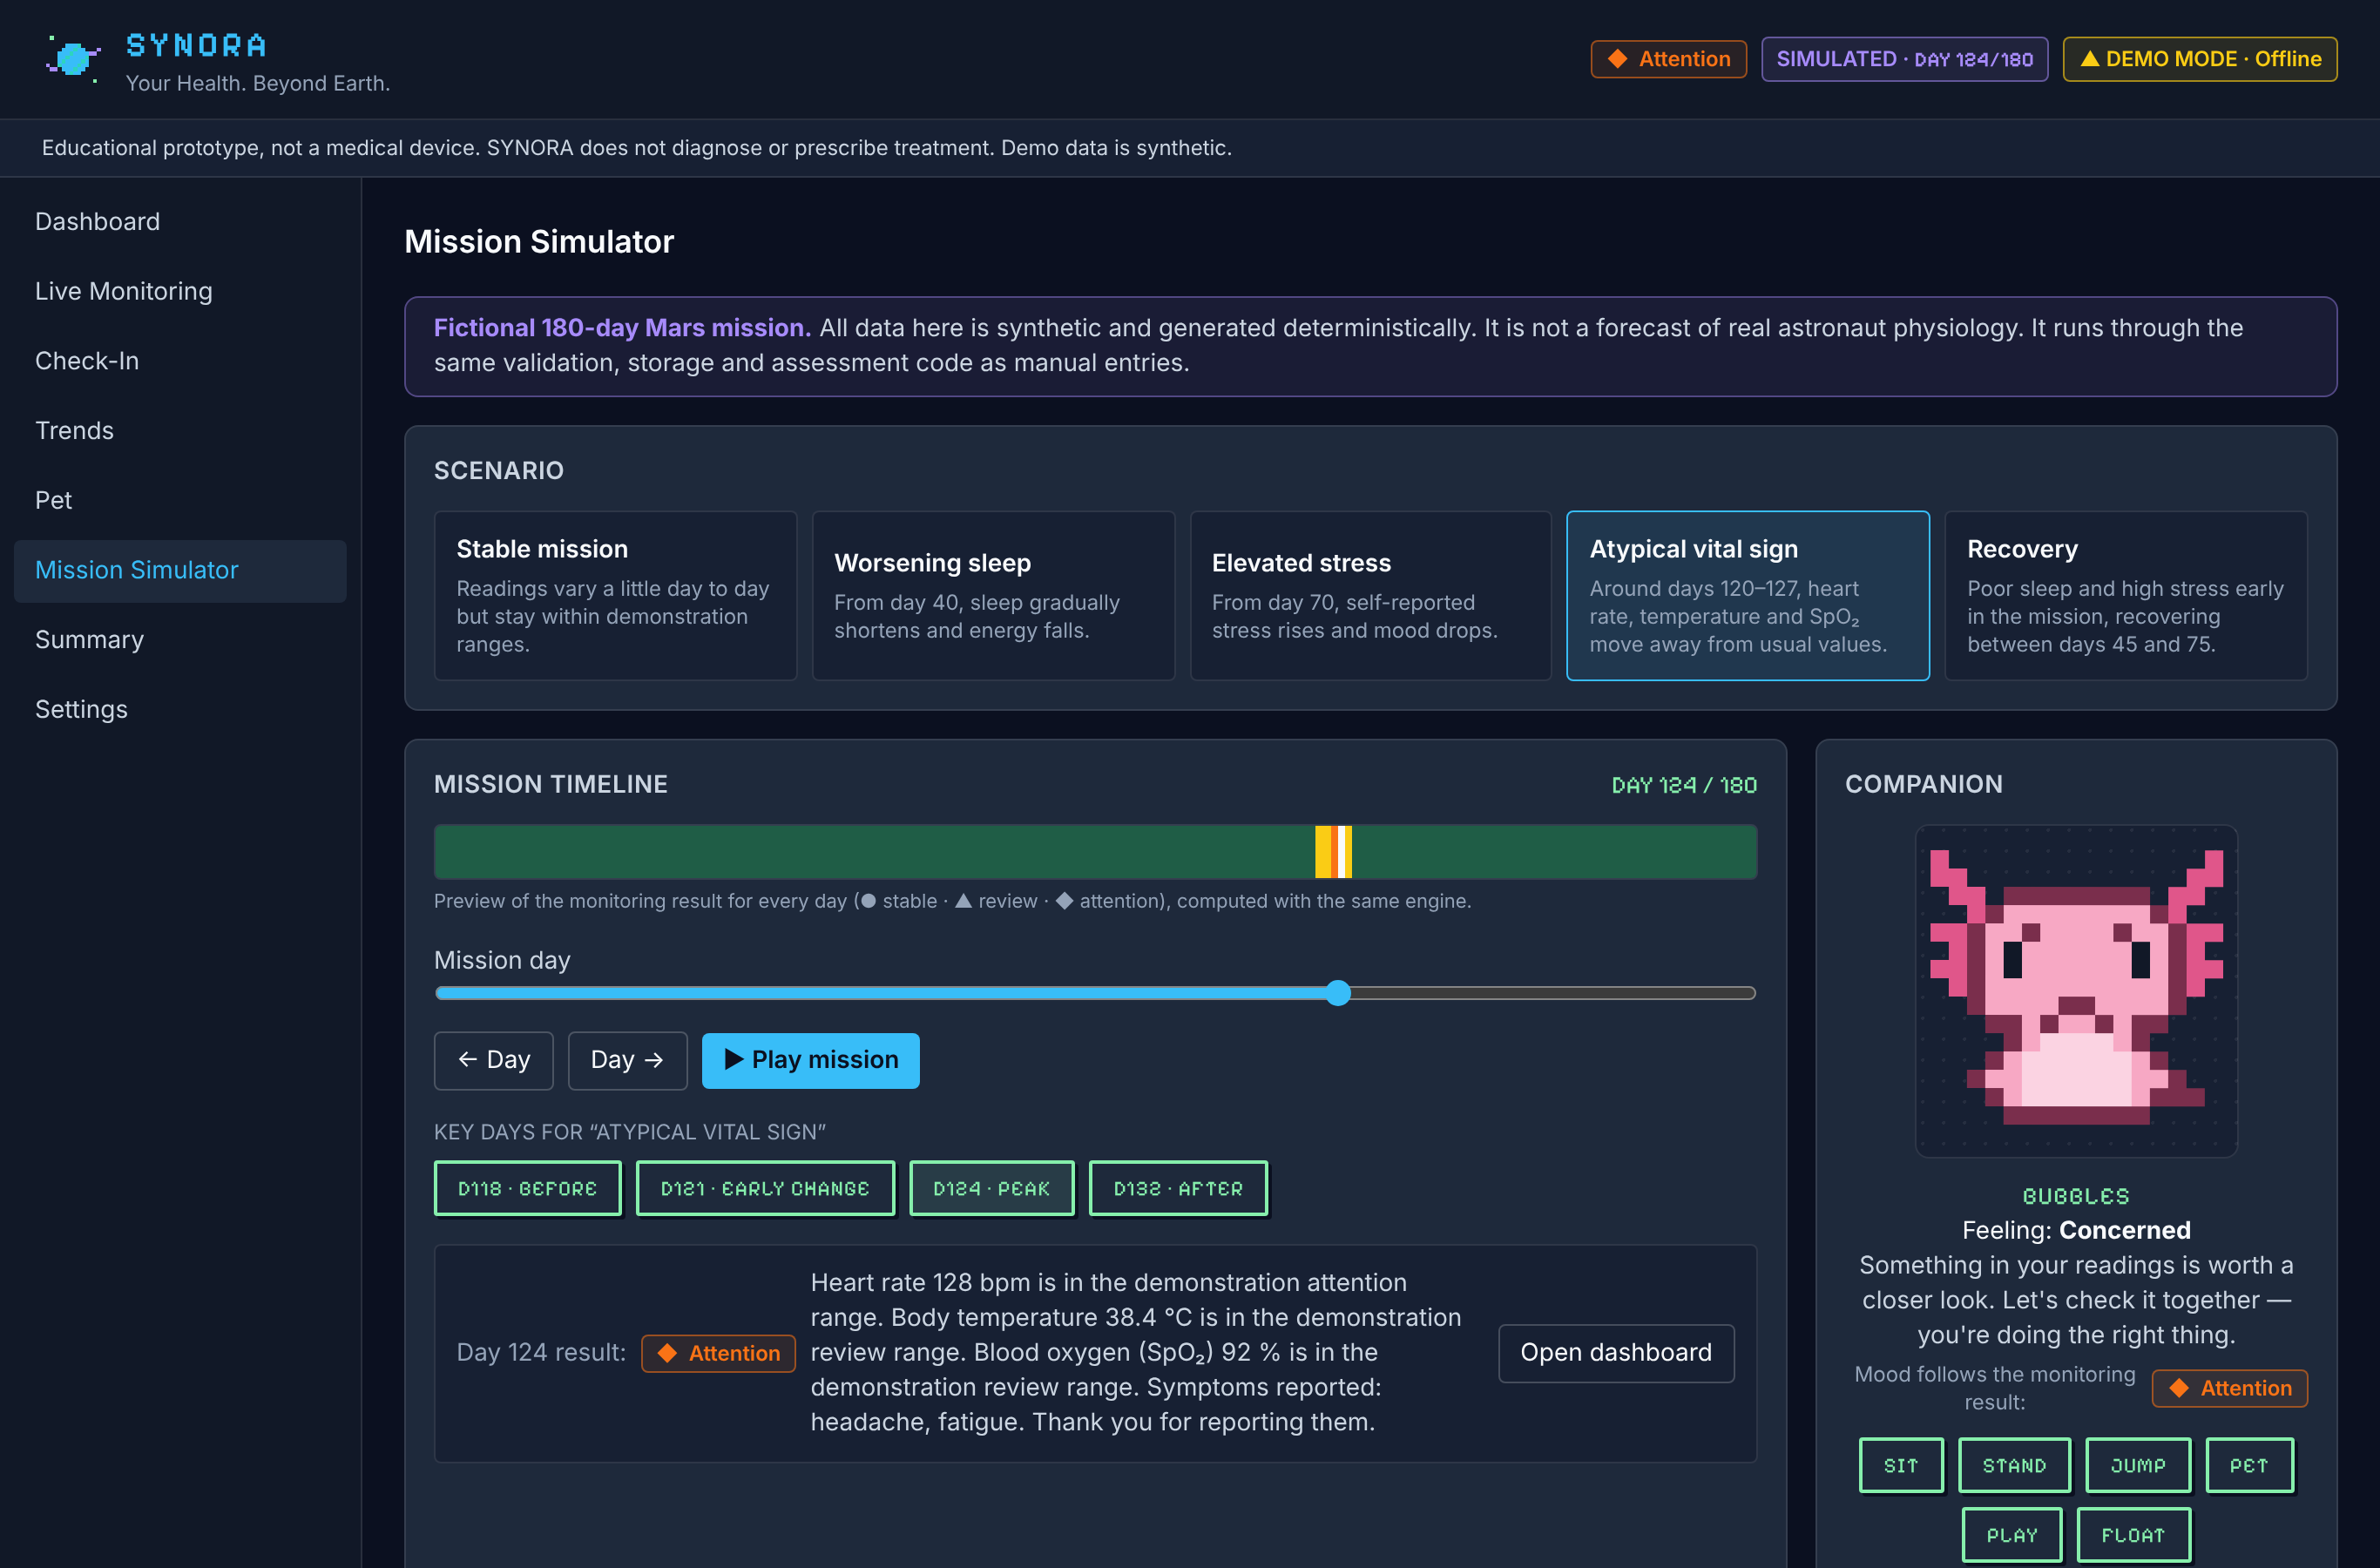 SYNORA
Your Health. Beyond Earth.
◆ Attention
SIMULATED · DAY 124/180
▲ DEMO MODE · Offline
Educational prototype, not a medical device. SYNORA does not diagnose or prescribe treatment. Demo data is synthetic.
Dashboard
Live Monitoring
Check-In
Trends
Pet
Mission Simulator
Summary
Settings
Mission Simulator
Fictional 180-day Mars mission. All data here is synthetic and generated deterministically. It is not a forecast of real astronaut physiology. It runs through the
same validation, storage and assessment code as manual entries.
SCENARIO
Stable mission
Readings vary a little day to day
but stay within demonstration
ranges.
Worsening sleep
From day 40, sleep gradually
shortens and energy falls.
Elevated stress
From day 70, self-reported
stress rises and mood drops.
Atypical vital sign
Around days 120–127, heart
rate, temperature and SpO₂
move away from usual values.
Recovery
Poor sleep and high stress early
in the mission, recovering
between days 45 and 75.
MISSION TIMELINE
DAY 124 / 180
Preview of the monitoring result for every day (● stable · ▲ review · ◆ attention), computed with the same engine.
Mission day
← Day
Day →
▶ Play mission
KEY DAYS FOR “ATYPICAL VITAL SIGN”
D118 · BEFORE
D121 · EARLY CHANGE
D124 · PEAK
D132 · AFTER
Day 124 result:
◆ Attention
Heart rate 128 bpm is in the demonstration attention
range. Body temperature 38.4 °C is in the demonstration
review range. Blood oxygen (SpO₂) 92 % is in the
demonstration review range. Symptoms reported:
headache, fatigue. Thank you for reporting them.
Open dashboard
COMPANION
BUBBLES
Feeling: Concerned
Something in your readings is worth a
closer look. Let's check it together —
you're doing the right thing.
Mood follows the monitoring
result:
◆ Attention
SIT
STAND
JUMP
PET
PLAY
FLOAT